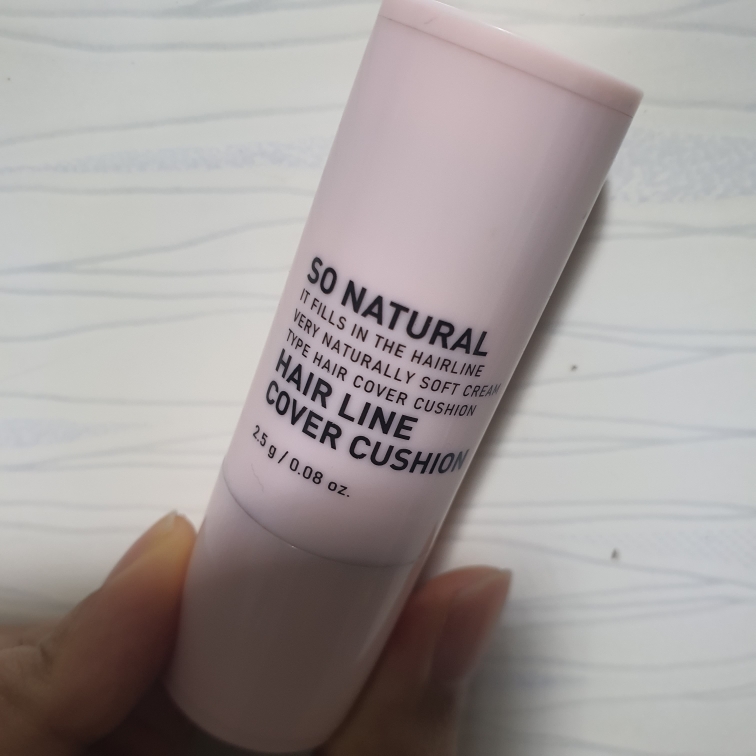 SO NATURAL
IT FILLS IN THE HAIRLINE
VERY NATURALLY SOFT CREAM
TYPE HAIR COVER CUSHION
HAIR LINE
COVER CUSHION
2.5 g / 0.08 oz.